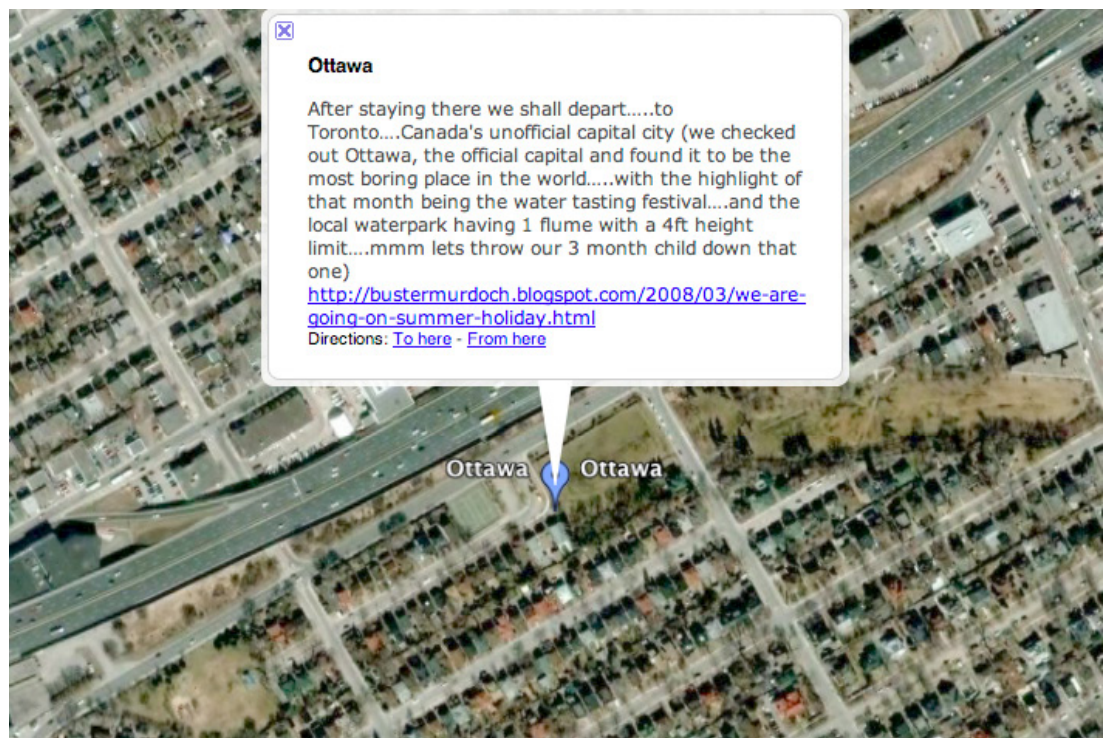 Ottawa
After staying there we shall depart.....to
Toronto....Canada's unofficial capital city (we checked
out Ottawa, the official capital and found it to be the
most boring place in the world.....with the highlight of
that month being the water tasting festival....and the
local waterpark having 1 flume with a 4ft height
limit....mmm lets throw our 3 month child down that
one)
http://bustermurdoch.blogspot.com/2008/03/we-are-
going-on-summer-holiday.html
Directions: To here - From here
Ottawa Ottawa